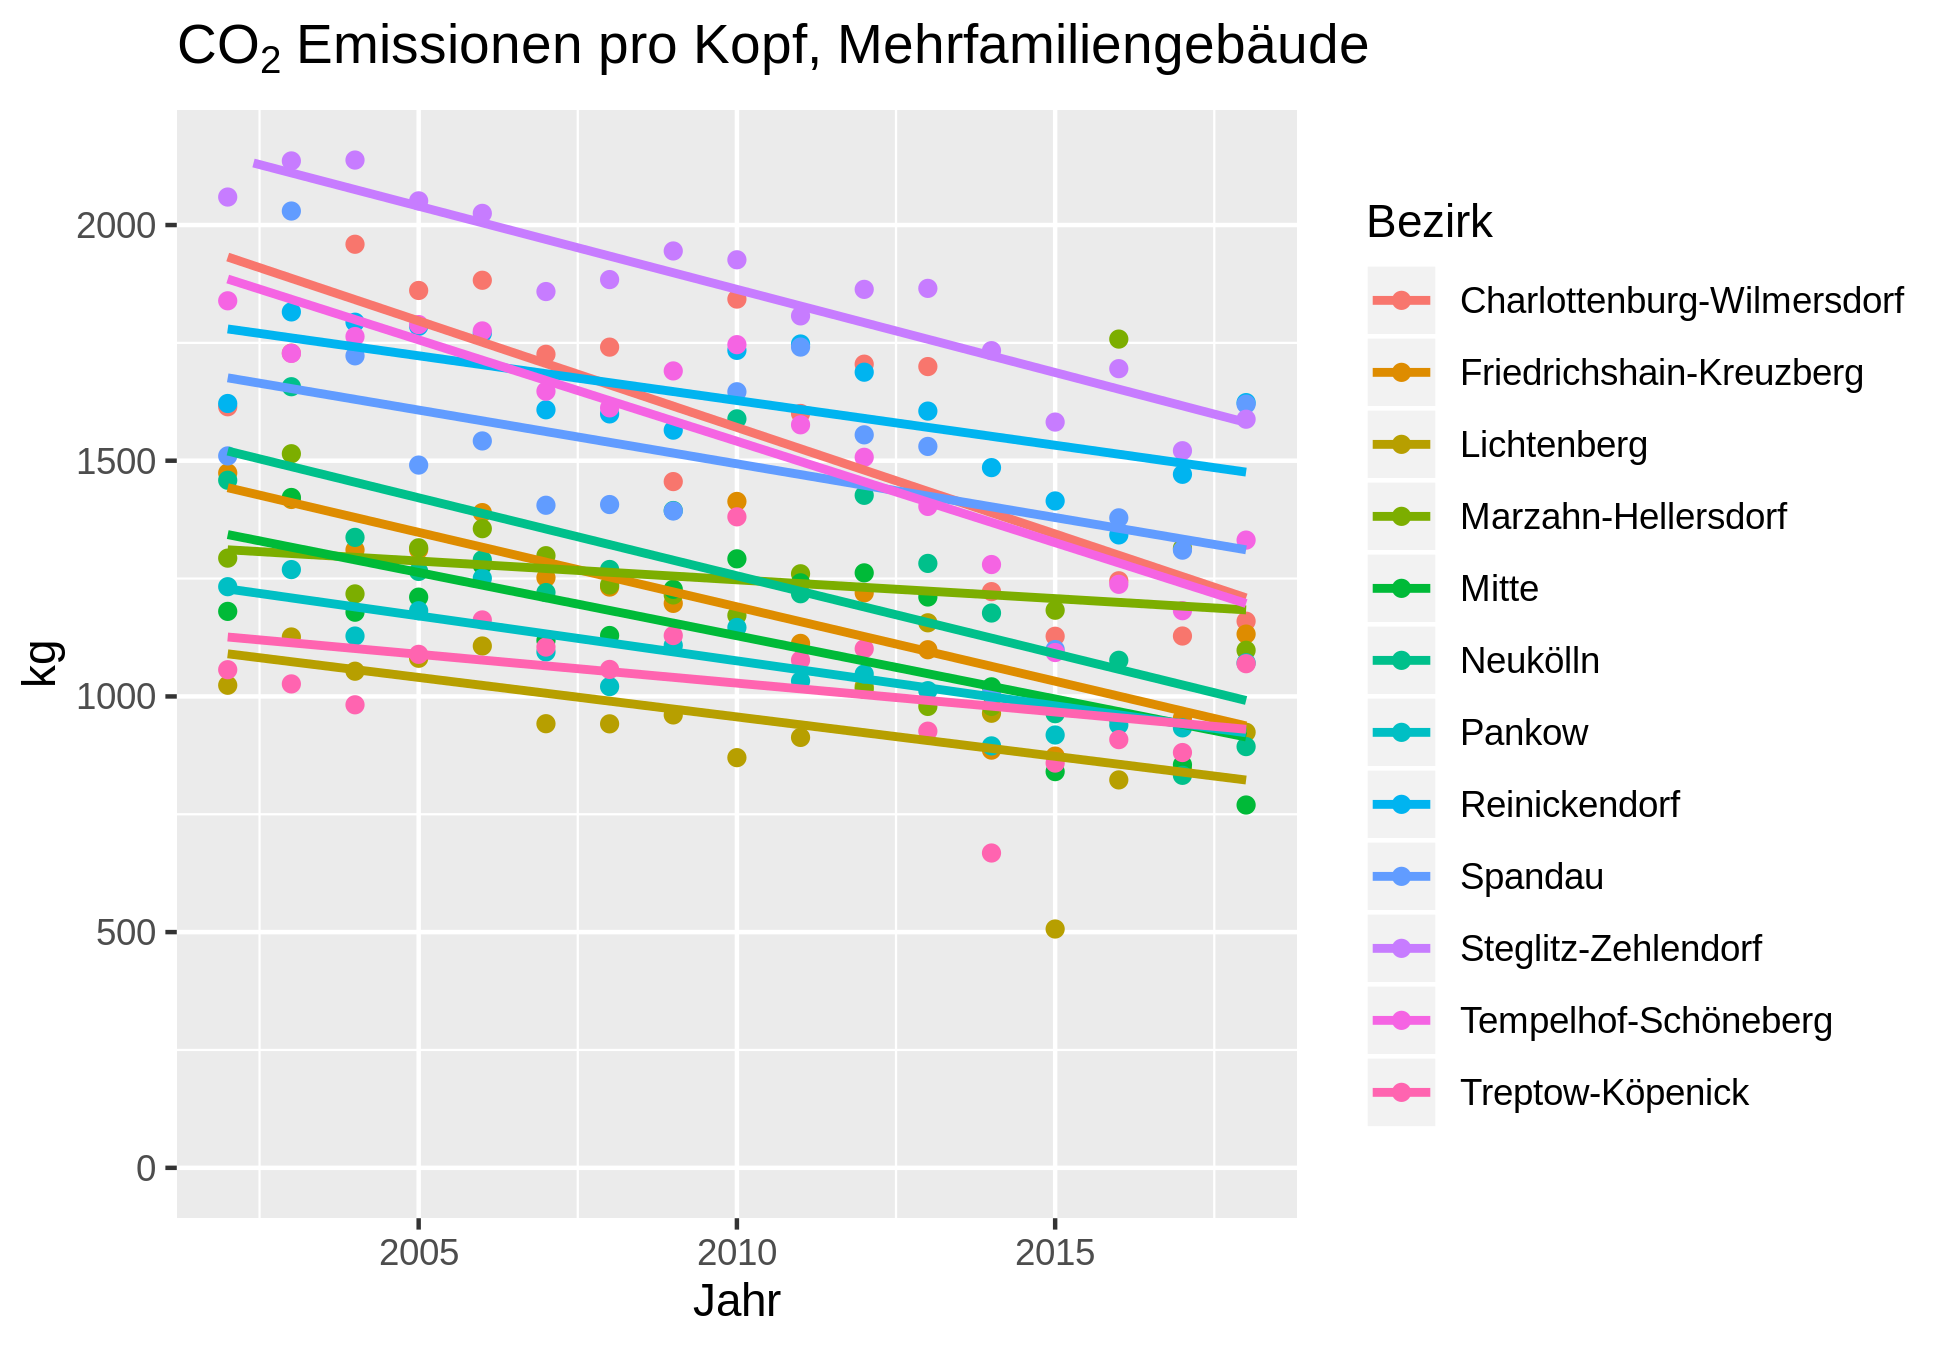 CO₂ Emissionen pro Kopf, Mehrfamiliengebäude
kg
2000
1500
1000
500
0
2005
2010
2015
Jahr
Bezirk
Charlottenburg-Wilmersdorf
Friedrichshain-Kreuzberg
Lichtenberg
Marzahn-Hellersdorf
Mitte
Neukölln
Pankow
Reinickendorf
Spandau
Steglitz-Zehlendorf
Tempelhof-Schöneberg
Treptow-Köpenick